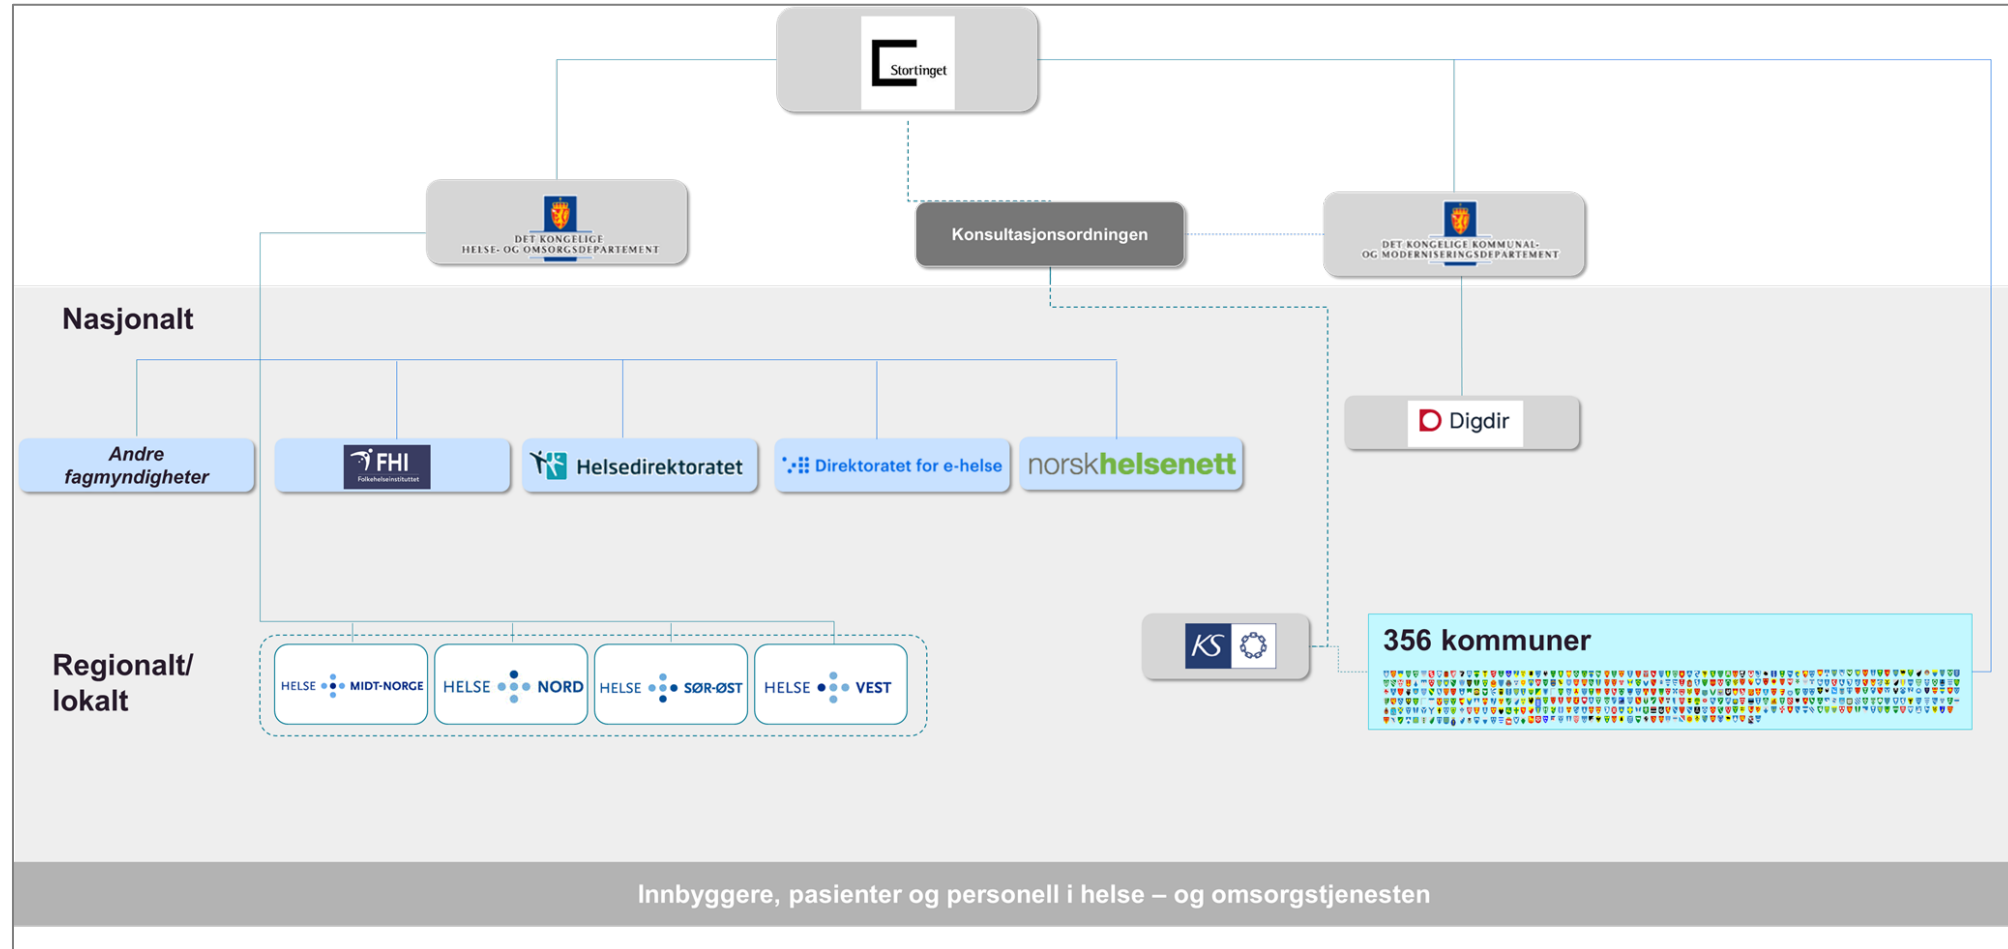 Stortinget
DET KONGELIGE
HELSE- OG OMSORGSDEPARTEMENT
Konsultasjonsordningen
DET KONGELIGE KOMMUNAL-
OG MODERNISERINGSDEPARTEMENT
Nasjonalt
Andre
fagmyndigheter
FHI
Folkehelseinstituttet
Helsedirektoratet
Direktoratet for e-helse
norskhelsenett
Digdir
Regionalt/
lokalt
HELSE MIDT-NORGE
HELSE NORD
HELSE SØR-ØST
HELSE VEST
KS
356 kommuner
Innbyggere, pasienter og personell i helse – og omsorgstjenesten